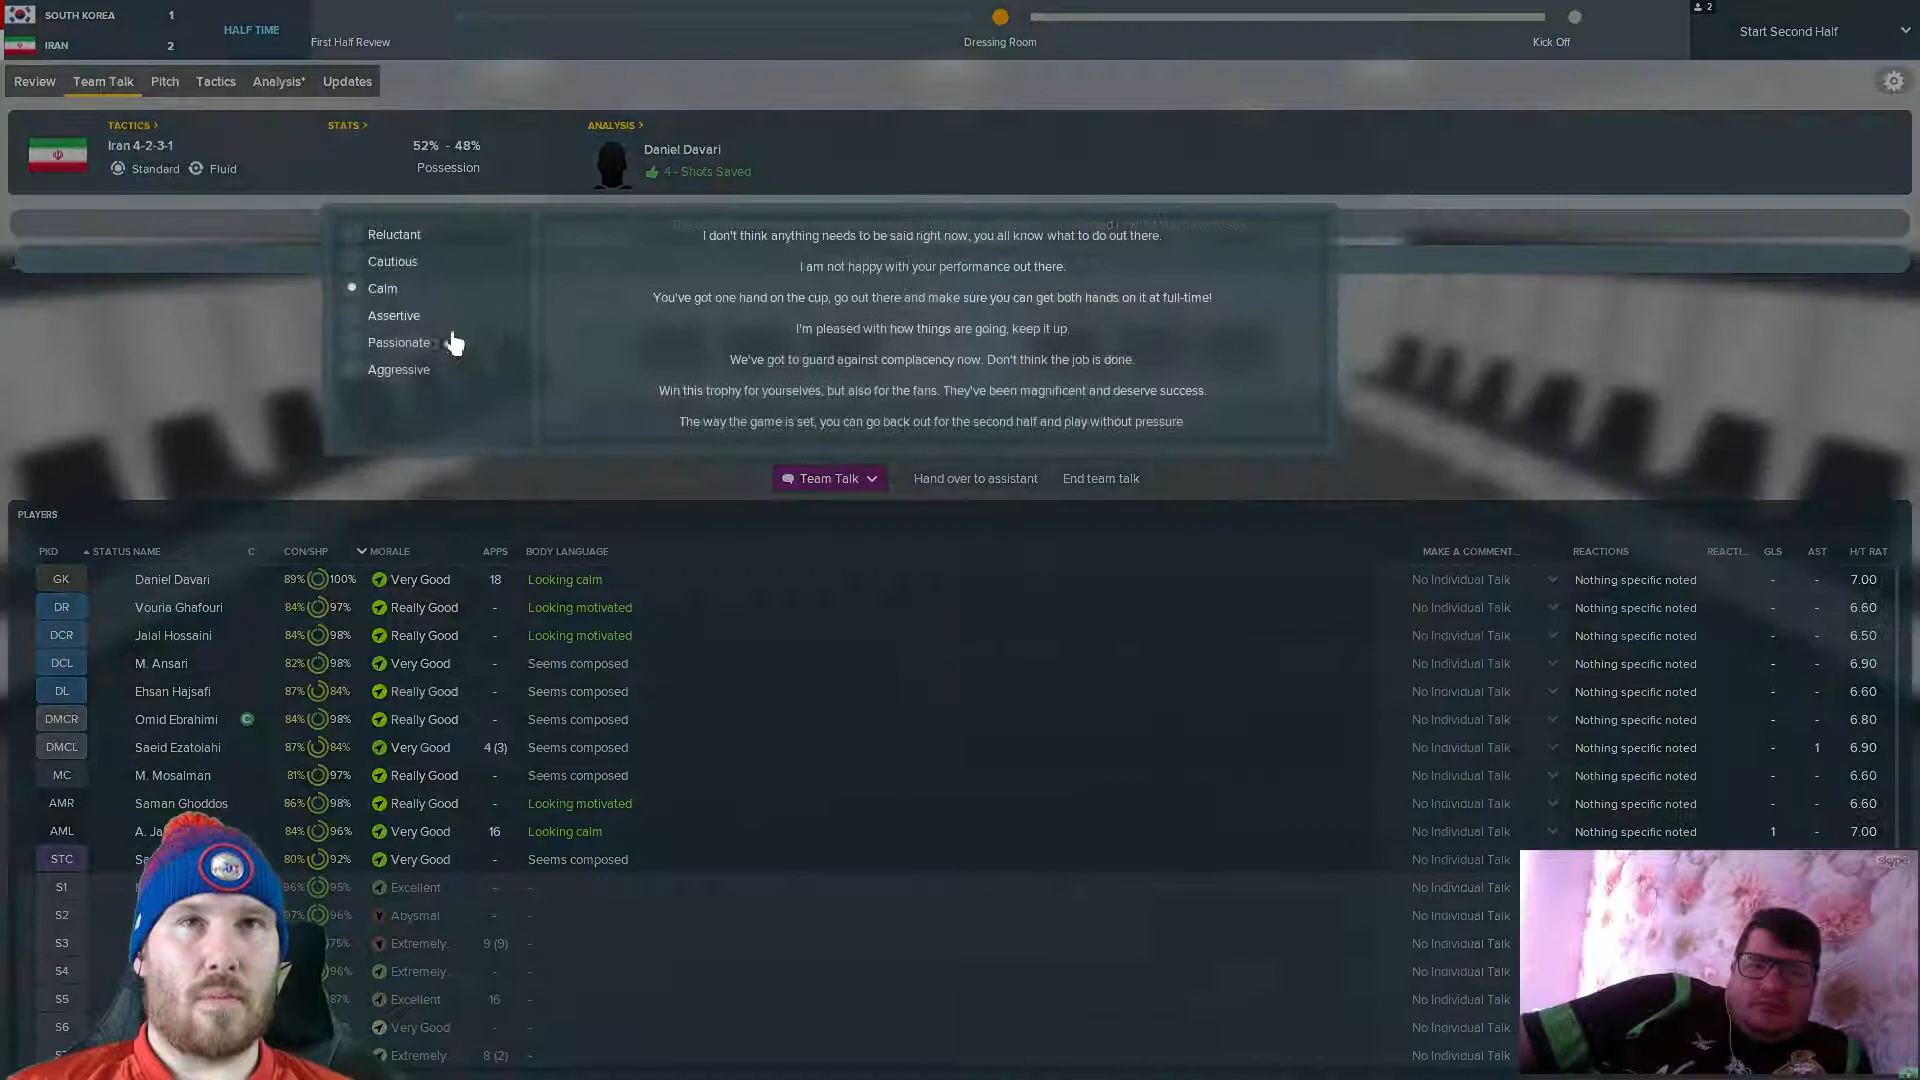 SOUTH KOREA 1
IRAN 2
HALF TIME
First Half Review
Dressing Room
Kick Off
2
Start Second Half
Review Team Talk Pitch Tactics Analysis* Updates
TACTICS >
Iran 4-2-3-1
Standard Fluid
STATS >
52% - 48%
Possession
ANALYSIS >
Daniel Davari
4 - Shots Saved
Reluctant
Cautious
Calm
Assertive
Passionate
Aggressive
I don't think anything needs to be said right now, you all know what to do out there.
I am not happy with your performance out there.
You've got one hand on the cup, go out there and make sure you can get both hands on it at full-time!
I'm pleased with how things are going, keep it up.
We've got to guard against complacency now. Don't think the job is done.
Win this trophy for yourselves, but also for the fans. They've been magnificent and deserve success.
The way the game is set, you can go back out for the second half and play without pressure
Team Talk Hand over to assistant End team talk
PLAYERS
PKD STATUS NAME C CON/SHP MORALE APPS BODY LANGUAGE MAKE A COMMENT... REACTIONS REACTI... GLS AST H/T RAT
GK Daniel Davari 89% 100% Very Good 18 Looking calm No Individual Talk Nothing specific noted - - 7.00
DR Vouria Ghafouri 84% 97% Really Good - Looking motivated No Individual Talk Nothing specific noted - - 6.60
DCR Jalal Hossaini 84% 98% Really Good - Looking motivated No Individual Talk Nothing specific noted - - 6.50
DCL M. Ansari 82% 98% Very Good - Seems composed No Individual Talk Nothing specific noted - - 6.90
DL Ehsan Hajsafi 87% 84% Really Good - Seems composed No Individual Talk Nothing specific noted - - 6.60
DMCR Omid Ebrahimi C 84% 98% Really Good - Seems composed No Individual Talk Nothing specific noted - - 6.80
DMCL Saeid Ezatolahi 87% 84% Very Good 4 (3) Seems composed No Individual Talk Nothing specific noted - 1 6.90
MC M. Mosalman 81% 97% Really Good - Seems composed No Individual Talk Nothing specific noted - - 6.60
AMR Saman Ghoddos 86% 98% Really Good - Looking motivated No Individual Talk Nothing specific noted - - 6.60
AML A. Ja 84% 96% Very Good 16 Looking calm No Individual Talk Nothing specific noted 1 - 7.00
STC Sa 80% 92% Very Good - Seems composed No Individual Talk
S1 96% 95% Excellent - - No Individual Talk
S2 97% 96% Abysmal - - No Individual Talk
S3 75% Extremely. 9 (9) - No Individual Talk
S4 96% Extremely. - - No Individual Talk
S5 87% Excellent 16 - No Individual Talk
S6 Very Good - - No Individual Talk
Extremely. 8 (2) - No Individual Talk
skype